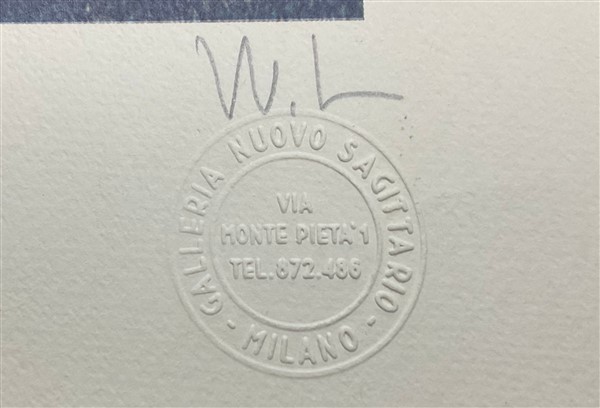 W. L
GALLERIA NUOVO SAGITTARIO - MILANO -
VIA
MONTE PIETA' 1
TEL. 872.486